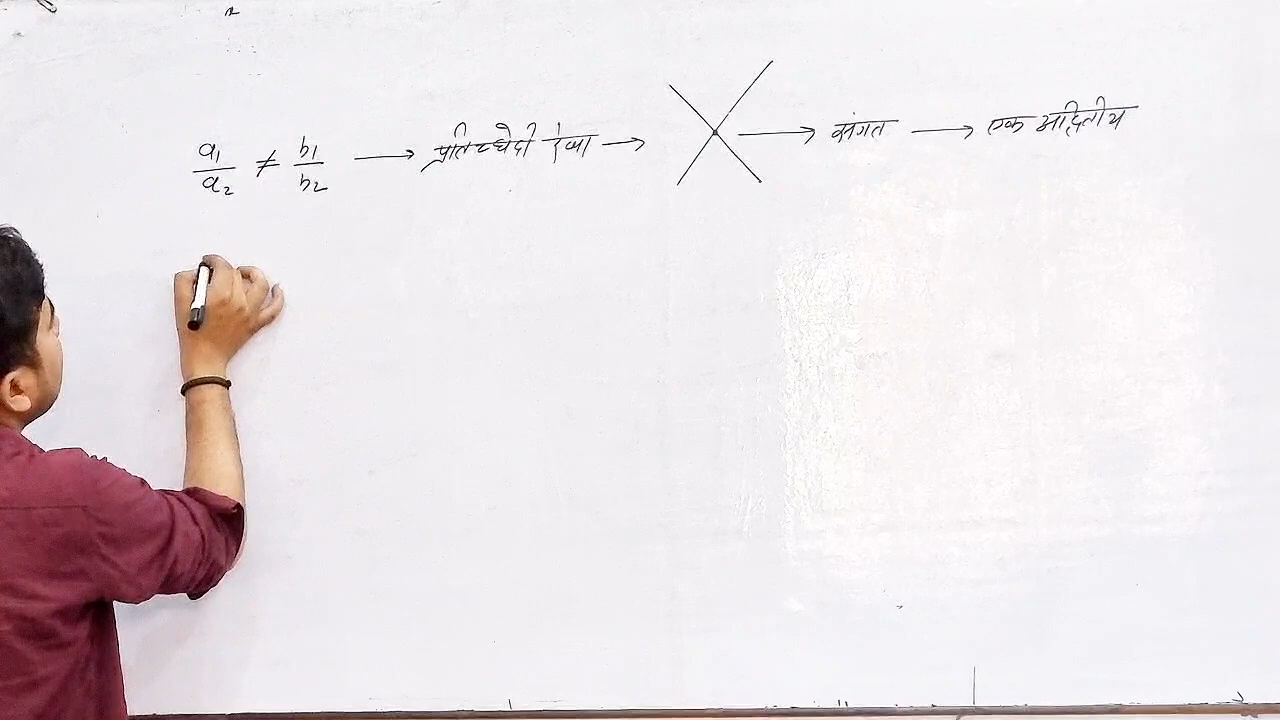 a₁/a₂ ≠ b₁/b₂ → प्रतिच्छेदी रेखा → → संगत → एक अद्वितीय